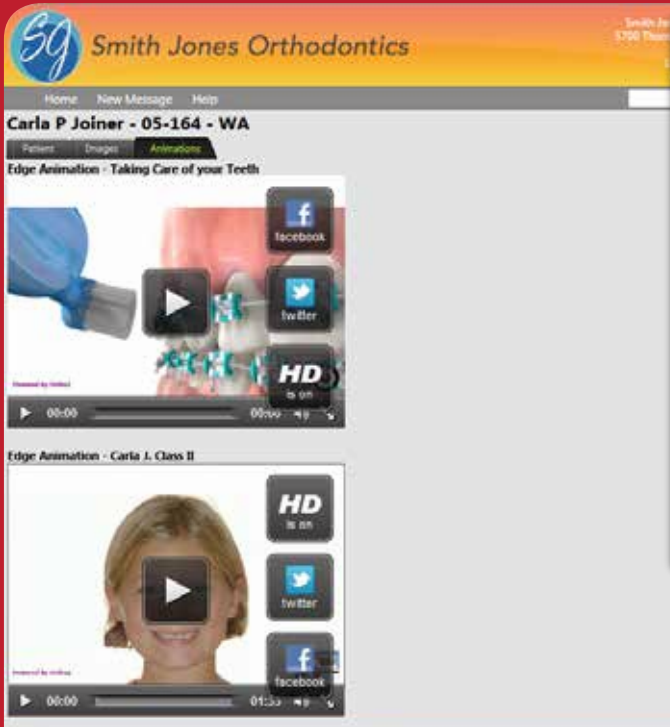 SG Smith Jones Orthodontics
Home New Message Help
Carla P Joiner - 05-164 - WA
Patient Images Animations
Edge Animation - Taking Care of your Teeth
facebook
twitter
HD
is on
00:00
Edge Animation - Carla J. Class II
HD
is on
twitter
facebook
00:00